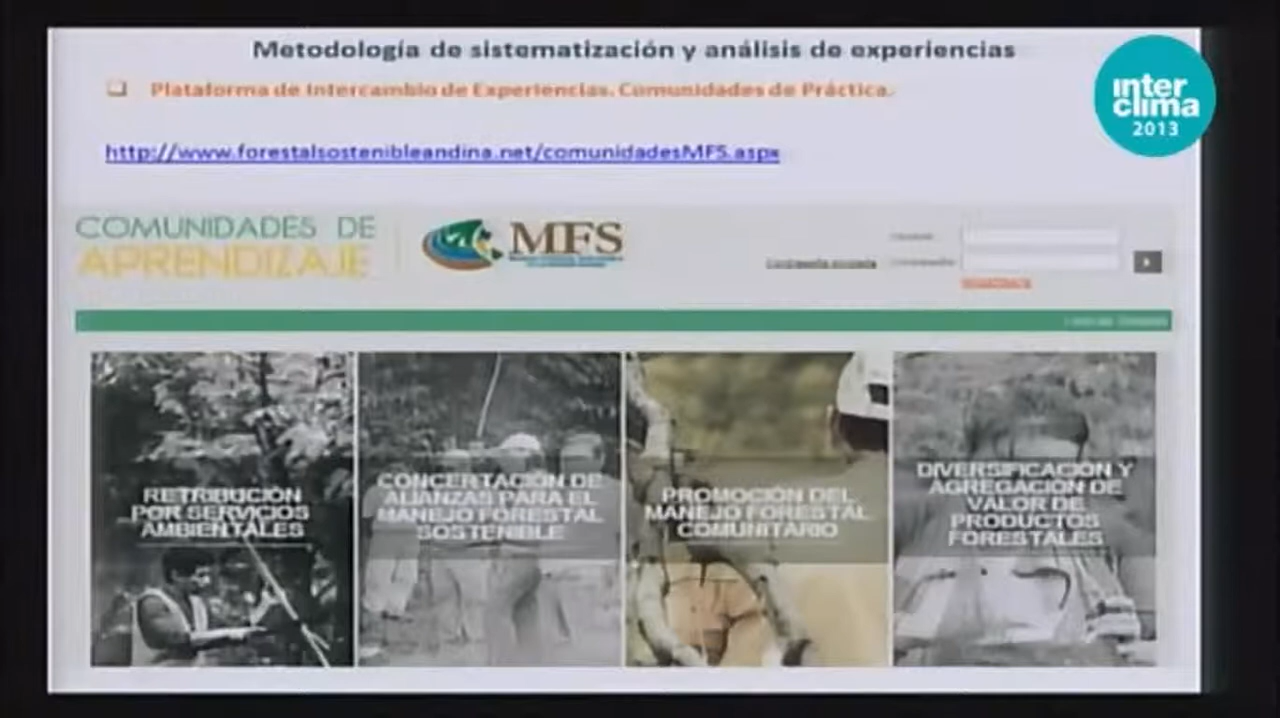 Metodología de sistematización y análisis de experiencias
Plataforma de Intercambio de Experiencias. Comunidades de Práctica.
http://www.forestalsostenibleandina.net/comunidadesMFS.aspx
inter
clima
2013
COMUNIDADES DE
APRENDIZAJE
MFS
RETRIBUCIÓN
POR SERVICIOS
AMBIENTALES
CONCERTACIÓN DE
ALIANZAS PARA EL
MANEJO FORESTAL
SOSTENIBLE
PROMOCIÓN DEL
MANEJO FORESTAL
COMUNITARIO
DIVERSIFICACIÓN Y
AGREGACIÓN DE
VALOR DE
PRODUCTOS
FORESTALES